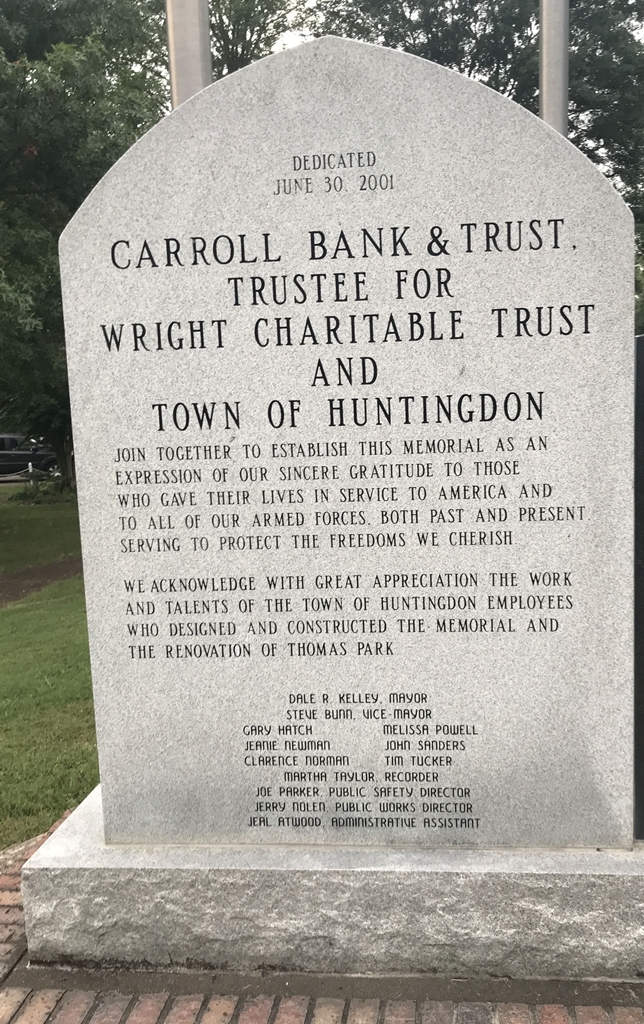 DEDICATED
JUNE 30, 2001
CARROLL BANK & TRUST,
TRUSTEE FOR
WRIGHT CHARITABLE TRUST
AND
TOWN OF HUNTINGDON
JOIN TOGETHER TO ESTABLISH THIS MEMORIAL AS AN
EXPRESSION OF OUR SINCERE GRATITUDE TO THOSE
WHO GAVE THEIR LIVES IN SERVICE TO AMERICA AND
TO ALL OF OUR ARMED FORCES, BOTH PAST AND PRESENT,
SERVING TO PROTECT THE FREEDOMS WE CHERISH
WE ACKNOWLEDGE WITH GREAT APPRECIATION THE WORK
AND TALENTS OF THE TOWN OF HUNTINGDON EMPLOYEES
WHO DESIGNED AND CONSTRUCTED THE MEMORIAL AND
THE RENOVATION OF THOMAS PARK
DALE R. KELLEY, MAYOR
STEVE BUNN, VICE-MAYOR
GARY HATCH MELISSA POWELL
JEANIE NEWMAN JOHN SANDERS
CLARENCE NORMAN TIM TUCKER
MARTHA TAYLOR, RECORDER
JOE PARKER, PUBLIC SAFETY DIRECTOR
JERRY NOLEN, PUBLIC WORKS DIRECTOR
JEAL ATWOOD, ADMINISTRATIVE ASSISTANT